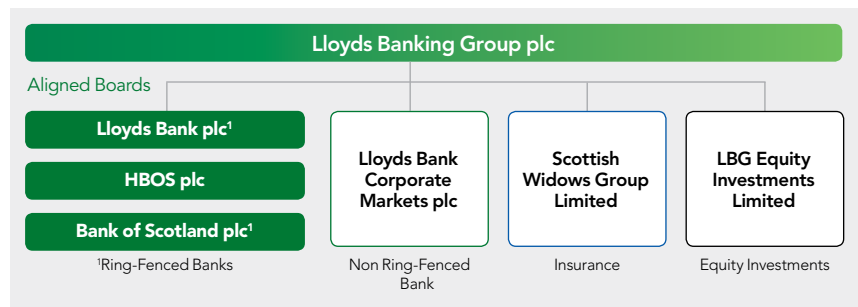 Lloyds Banking Group plc
Aligned Boards
Lloyds Bank plc¹
HBOS plc
Bank of Scotland plc¹
¹Ring-Fenced Banks
Lloyds Bank
Corporate
Markets plc
Non Ring-Fenced
Bank
Scottish
Widows Group
Limited
Insurance
LBG Equity
Investments
Limited
Equity Investments